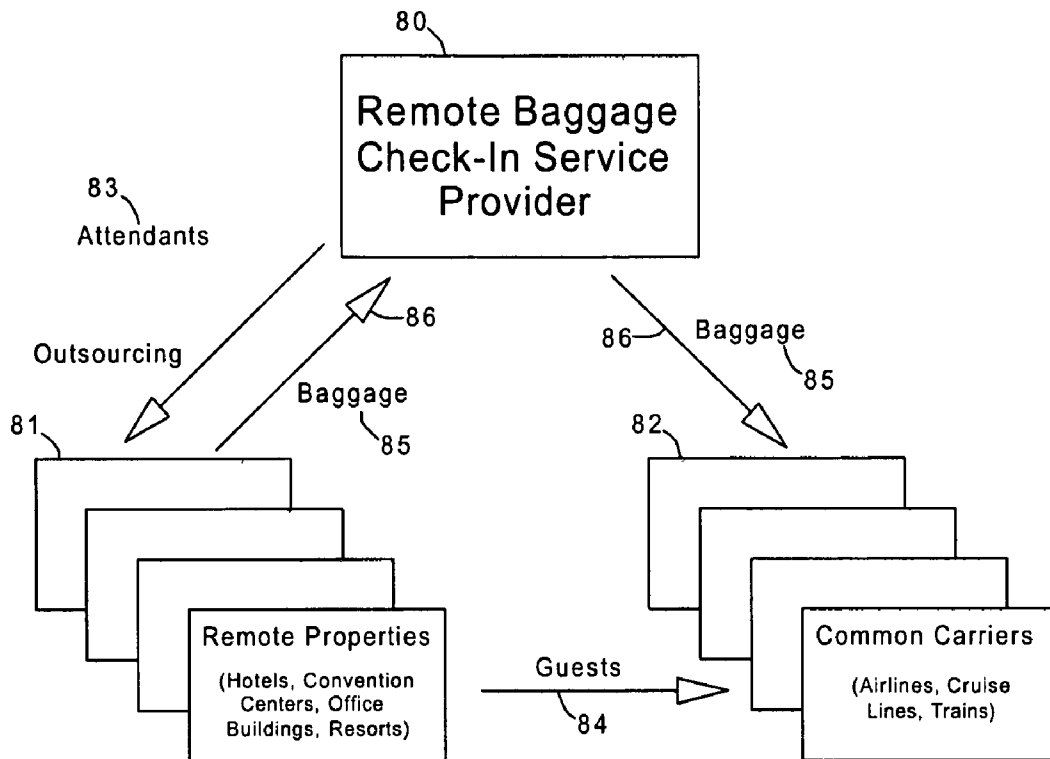 80
Remote Baggage
Check-In Service
Provider
83
Attendants
86
86
Baggage
85
Outsourcing
Baggage
85
81
82
Remote Properties
(Hotels, Convention
Centers, Office
Buildings, Resorts)
Guests
84
Common Carriers
(Airlines, Cruise
Lines, Trains)